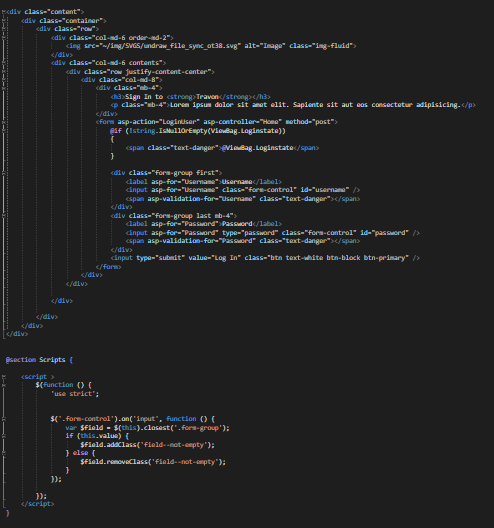 <div class="content">
<div class="container">
<div class="row">
<div class="col-md-6 order-md-2">
<img src="~/img/SVGS/undraw_file_sync_ot38.svg" alt="Image" class="img-fluid">
</div>
<div class="col-md-6 contents">
<div class="row justify-content-center">
<div class="col-md-8">
<div class="mb-4">
<h3>Sign In to <strong>Travon</strong></h3>
<p class="mb-4">Lorem ipsum dolor sit amet elit. Sapiente sit aut eos consectetur adipisicing.</p>
</div>
<form asp-action="LoginUser" asp-controller="Home" method="post">
@if (!string.IsNullOrEmpty(ViewBag.Loginstate))
{
<span class="text-danger">@ViewBag.Loginstate</span>
}
<div class="form-group first">
<label asp-for="Username">Username</label>
<input asp-for="Username" class="form-control" id="username" />
<span asp-validation-for="Username" class="text-danger"></span>
</div>
<div class="form-group last mb-4">
<label asp-for="Password">Password</label>
<input asp-for="Password" type="password" class="form-control" id="password" />
<span asp-validation-for="Password" class="text-danger"></span>
</div>
<input type="submit" value="Log In" class="btn text-white btn-block btn-primary" />
</form>
</div>
</div>
</div>
</div>
</div>
</div>
@section Scripts {
<script >
$(function () {
'use strict';
$('.form-control').on('input', function () {
var $field = $(this).closest('.form-group');
if (this.value) {
$field.addClass('field--not-empty');
} else {
$field.removeClass('field--not-empty');
}
});
});
</script>
}